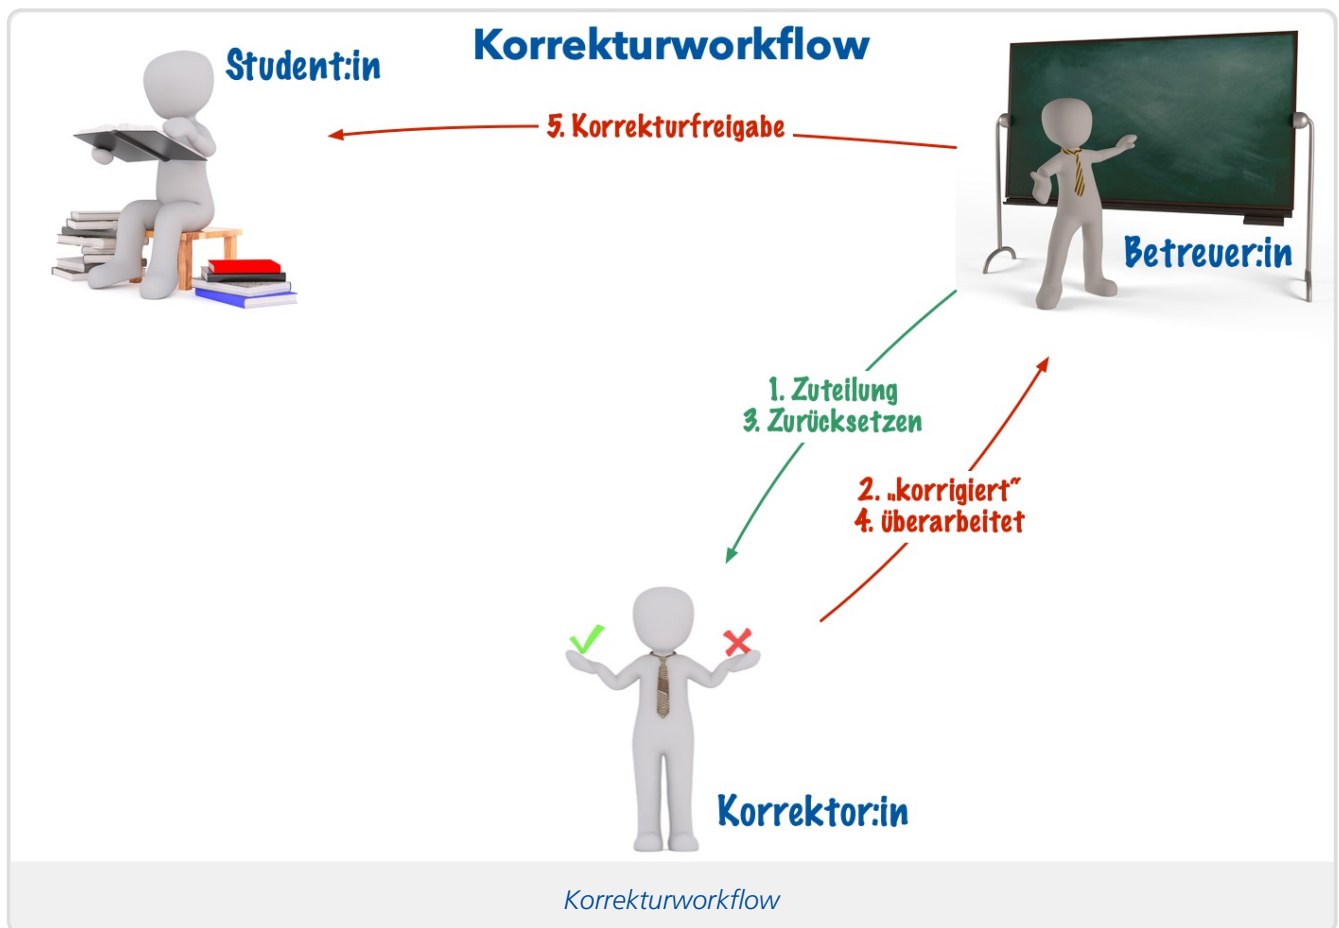 Korrekturworkflow
Student:in
5. Korrekturfreigabe
Betreuer:in
1. Zuteilung
3. Zurücksetzen
2. „korrigiert“
4. überarbeitet
Korrektor:in
Korrekturworkflow